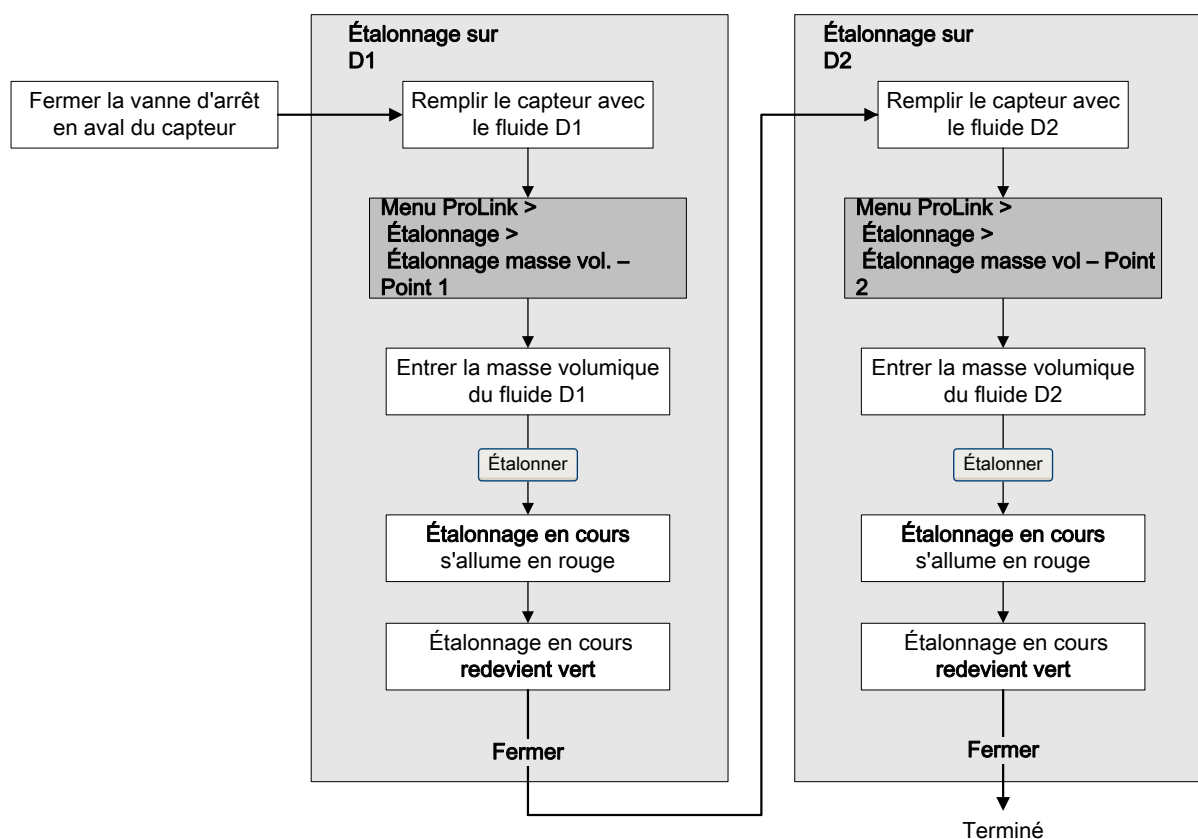 Fermer la vanne d'arrêt
en aval du capteur
Étalonnage sur
D1
Remplir le capteur avec
le fluide D1
Menu ProLink >
Étalonnage >
Étalonnage masse vol. –
Point 1
Entrer la masse volumique
du fluide D1
Étalonner
Étalonnage en cours
s'allume en rouge
Étalonnage en cours
redevient vert
Fermer
Étalonnage sur
D2
Remplir le capteur avec
le fluide D2
Menu ProLink >
Étalonnage >
Étalonnage masse vol – Point
2
Entrer la masse volumique
du fluide D2
Étalonner
Étalonnage en cours
s'allume en rouge
Étalonnage en cours
redevient vert
Fermer
Terminé